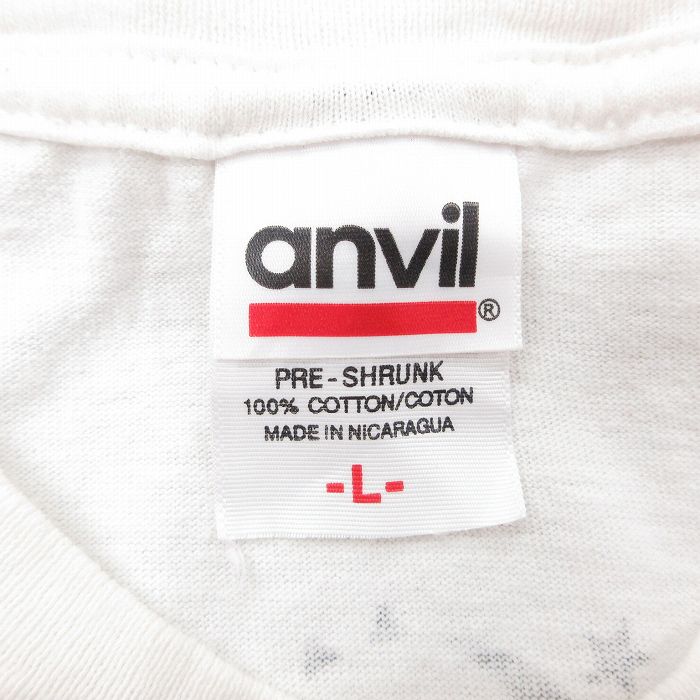 anvil®
PRE-SHRUNK
100% COTTON/COTON
MADE IN NICARAGUA
-L-